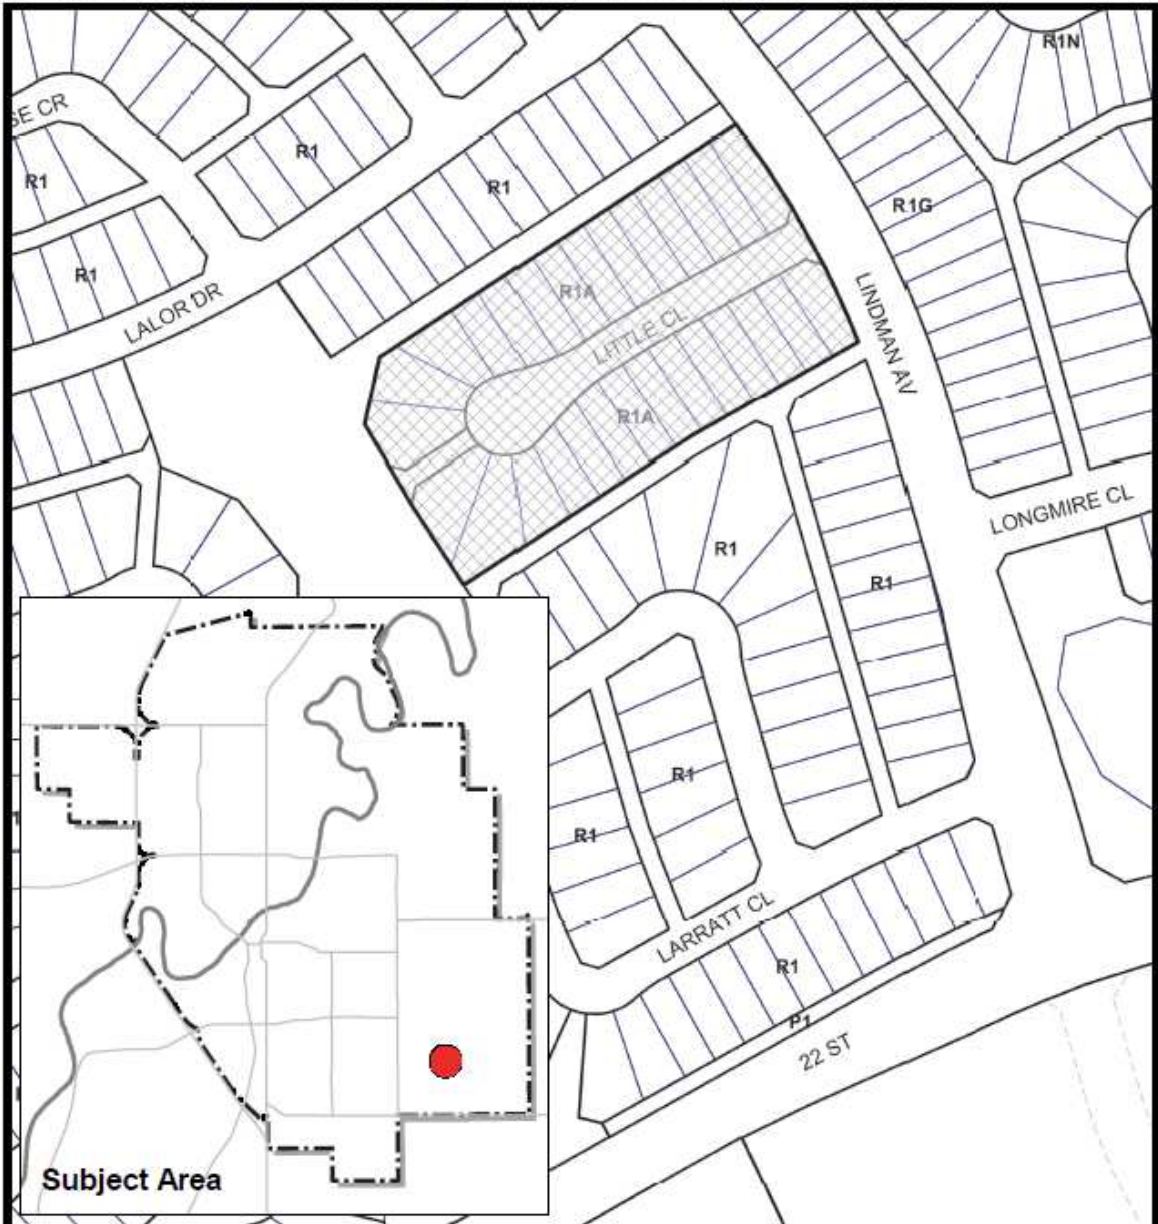 R1N
SE CR
R1
R1
R1
R1G
R1
LALOR DR
R1A
LITTLE CL
LINDMAN AV
R1A
LONGMIRE CL
R1
R1
R1
R1
LARRATT CL
R1
P1
22 ST
Subject Area